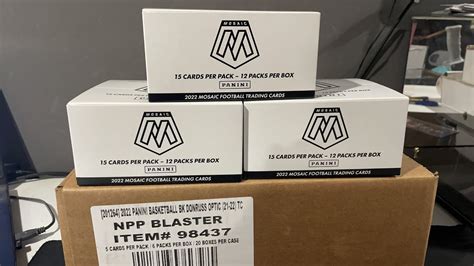 MOSAIC
15 CARDS PER PACK – 12 PACKS PER BOX
PANINI
2022 MOSAIC FOOTBALL TRADING CARDS
MOSAIC
15 CARDS PER PACK – 12 PACKS PER BOX
PANINI
2022 MOSAIC FOOTBALL TRADING CARDS
MOSAIC
15 CARDS PER PACK – 12 PACKS PER BOX
PANINI
2022 MOSAIC FOOTBALL TRADING CARDS
[201264] 2022 PANINI BASKETBALL BK DONRUSS OPTIC (21-22) TC
NPP BLASTER
ITEM# 98437
5 CARDS PER PACK / 6 PACKS PER BOX / 20 BOXES PER CASE